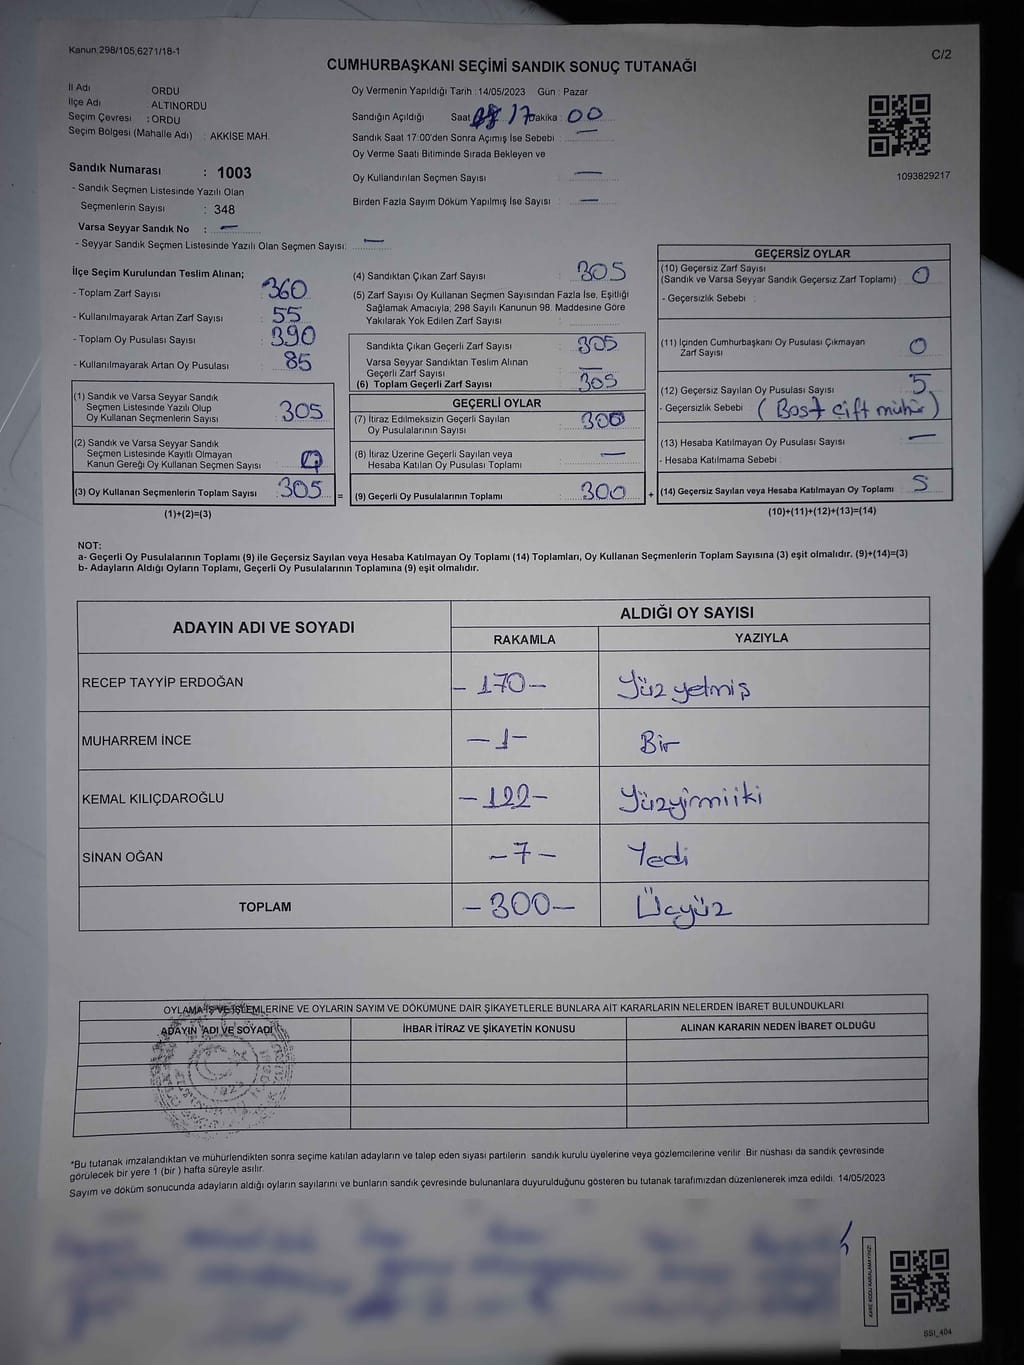 Kanun:298/105,6271/18-1
C/2
CUMHURBAŞKANI SEÇİMİ SANDIK SONUÇ TUTANAĞI
İl Adı ORDU
İlçe Adı ALTINORDU
Seçim Çevresi : ORDU
Seçim Bölgesi (Mahalle Adı) : AKKİSE MAH.
Oy Vermenin Yapıldığı Tarih : 14/05/2023 Gün : Pazar
Sandığın Açıldığı Saat 17 Dakika : 00
Sandık Saat 17:00'den Sonra Açımış İse Sebebi : —
Oy Verme Saati Bitiminde Sırada Bekleyen ve
Oy Kullandırılan Seçmen Sayısı : —
Birden Fazla Sayım Döküm Yapılmış İse Sayısı : —
1093829217
Sandık Numarası : 1003
- Sandık Seçmen Listesinde Yazılı Olan
Seçmenlerin Sayısı : 348
Varsa Seyyar Sandık No : —
- Seyyar Sandık Seçmen Listesinde Yazılı Olan Seçmen Sayısı: —
İlçe Seçim Kurulundan Teslim Alınan;
- Toplam Zarf Sayısı 360
- Kullanılmayarak Artan Zarf Sayısı : 55
- Toplam Oy Pusulası Sayısı : 390
- Kullanılmayarak Artan Oy Pusulası : 85
(1) Sandık ve Varsa Seyyar Sandık
Seçmen Listesinde Yazılı Olup
Oy Kullanan Seçmenlerin Sayısı : 305
(2) Sandık ve Varsa Seyyar Sandık
Seçmen Listesinde Kayıtlı Olmayan
Kanun Gereği Oy Kullanan Seçmen Sayısı : 0
(3) Oy Kullanan Seçmenlerin Toplam Sayısı : 305 =
(1)+(2)=(3)
(4) Sandıktan Çıkan Zarf Sayısı : 305
(5) Zarf Sayısı Oy Kullanan Seçmen Sayısından Fazla İse, Eşitliği
Sağlamak Amacıyla, 298 Sayılı Kanunun 98. Maddesine Göre
Yakılarak Yok Edilen Zarf Sayısı :
Sandıkta Çıkan Geçerli Zarf Sayısı : 305
Varsa Seyyar Sandıktan Teslim Alınan
Geçerli Zarf Sayısı : —
(6) Toplam Geçerli Zarf Sayısı : 305
GEÇERLİ OYLAR
(7) İtiraz Edilmeksizin Geçerli Sayılan
Oy Pusulalarının Sayısı : 300
(8) İtiraz Üzerine Geçerli Sayılan veya
Hesaba Katılan Oy Pusulası Toplamı : —
(9) Geçerli Oy Pusulalarının Toplamı : 300 +
GEÇERSİZ OYLAR
(10) Geçersiz Zarf Sayısı
(Sandık ve Varsa Seyyar Sandık Geçersiz Zarf Toplamı) : 0
- Geçersizlik Sebebi :
(11) İçinden Cumhurbaşkanı Oy Pusulası Çıkmayan
Zarf Sayısı : 0
(12) Geçersiz Sayılan Oy Pusulası Sayısı : 5
- Geçersizlik Sebebi : (Boş+çift mühür)
(13) Hesaba Katılmayan Oy Pusulası Sayısı : —
- Hesaba Katılmama Sebebi :
(14) Geçersiz Sayılan veya Hesaba Katılmayan Oy Toplamı : 5
(10)+(11)+(12)+(13)=(14)
NOT:
a- Geçerli Oy Pusulalarının Toplamı (9) ile Geçersiz Sayılan veya Hesaba Katılmayan Oy Toplamı (14) Toplamları, Oy Kullanan Seçmenlerin Toplam Sayısına (3) eşit olmalıdır. (9)+(14)=(3)
b- Adayların Aldığı Oyların Toplamı, Geçerli Oy Pusulalarının Toplamına (9) eşit olmalıdır.
ADAYIN ADI VE SOYADI
ALDIĞI OY SAYISI
RAKAMLA YAZIYLA
RECEP TAYYİP ERDOĞAN -170- Yüz yetmiş
MUHARREM İNCE -1- Bir
KEMAL KILIÇDAROĞLU -122- Yüzyirmiiki
SİNAN OĞAN -7- Yedi
TOPLAM -300- Üçyüz
OYLAMA İŞ VE İŞLEMLERİNE VE OYLARIN SAYIM VE DÖKÜMÜNE DAİR ŞİKAYETLERLE BUNLARA AİT KARARLARIN NELERDEN İBARET BULUNDUKLARI
ADAYIN ADI VE SOYADI İHBAR İTİRAZ VE ŞİKAYETİN KONUSU ALINAN KARARIN NEDEN İBARET OLDUĞU
*Bu tutanak imzalandıktan ve mühürlendikten sonra seçime katılan adayların ve talep eden siyasi partilerin sandık kurulu üyelerine veya gözlemcilerine verilir. Bir nüshası da sandık çevresinde
görülecek bir yere 1 (bir) hafta süreyle asılır.
Sayım ve döküm sonucunda adayların aldığı oyların sayılarını ve bunların sandık çevresinde bulunanlara duyurulduğunu gösteren bu tutanak tarafımızdan düzenlenerek imza edildi. 14/05/2023
KARE KODU KARALAMAYINIZ!
SSI_404